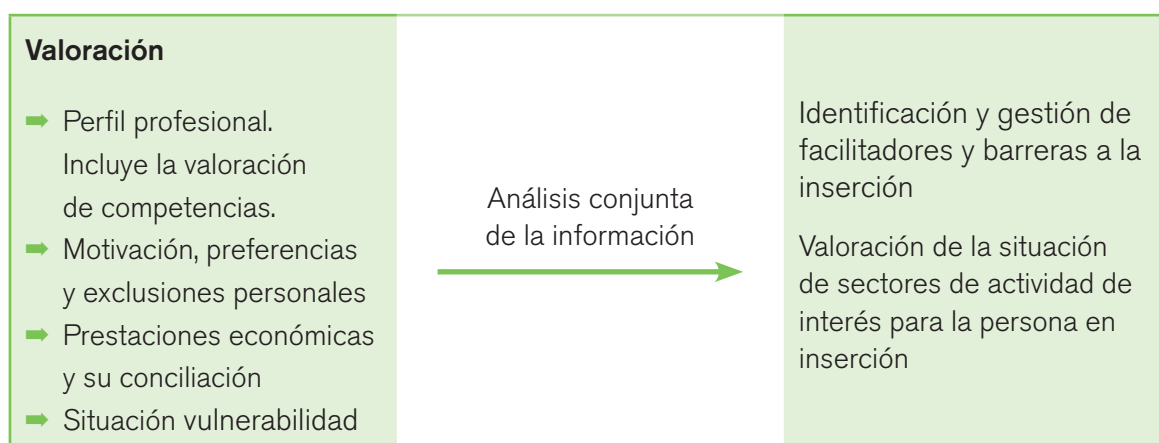 Valoración
➡ Perfil profesional.
Incluye la valoración
de competencias.
➡ Motivación, preferencias
y exclusiones personales
➡ Prestaciones económicas
y su conciliación
➡ Situación vulnerabilidad
Análisis conjunta
de la información
Identificación y gestión de
facilitadores y barreras a la
inserción
Valoración de la situación
de sectores de actividad de
interés para la persona en
inserción